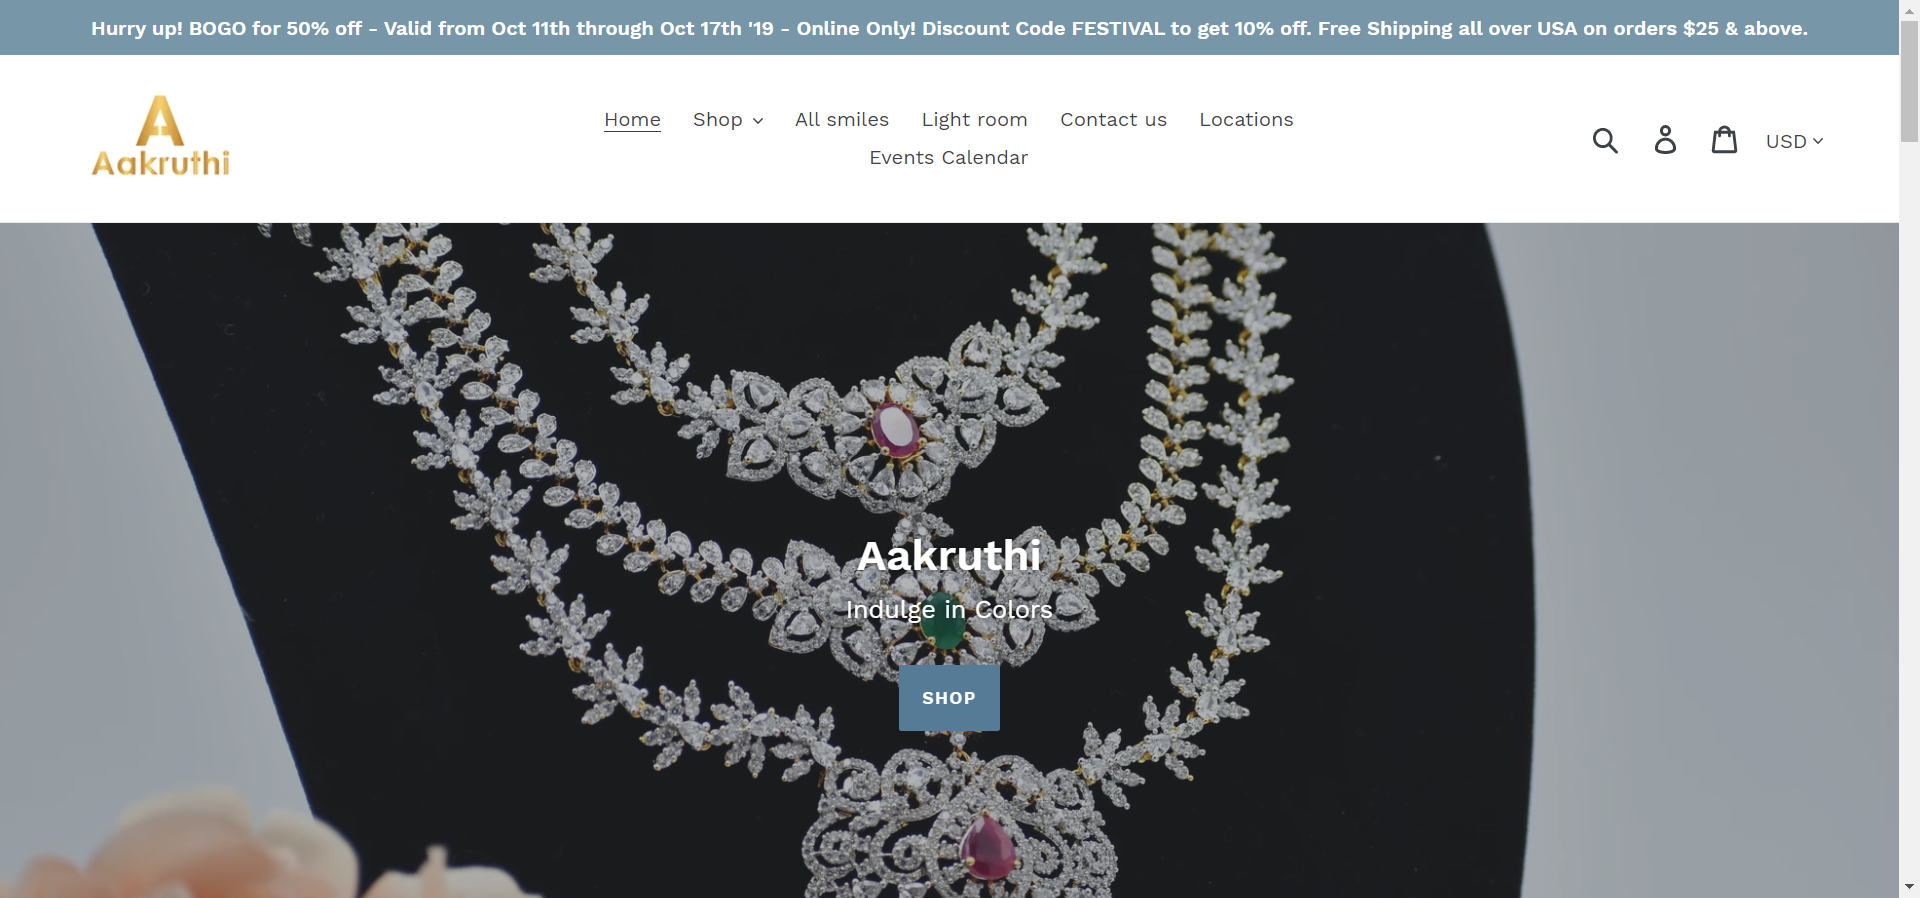 Hurry up! BOGO for 50% off - Valid from Oct 11th through Oct 17th '19 - Online Only! Discount Code FESTIVAL to get 10% off. Free Shipping all over USA on orders $25 & above.
A
Aakruthi
Home Shop All smiles Light room Contact us Locations
Events Calendar
USD
Aakruthi
Indulge in Colors
SHOP